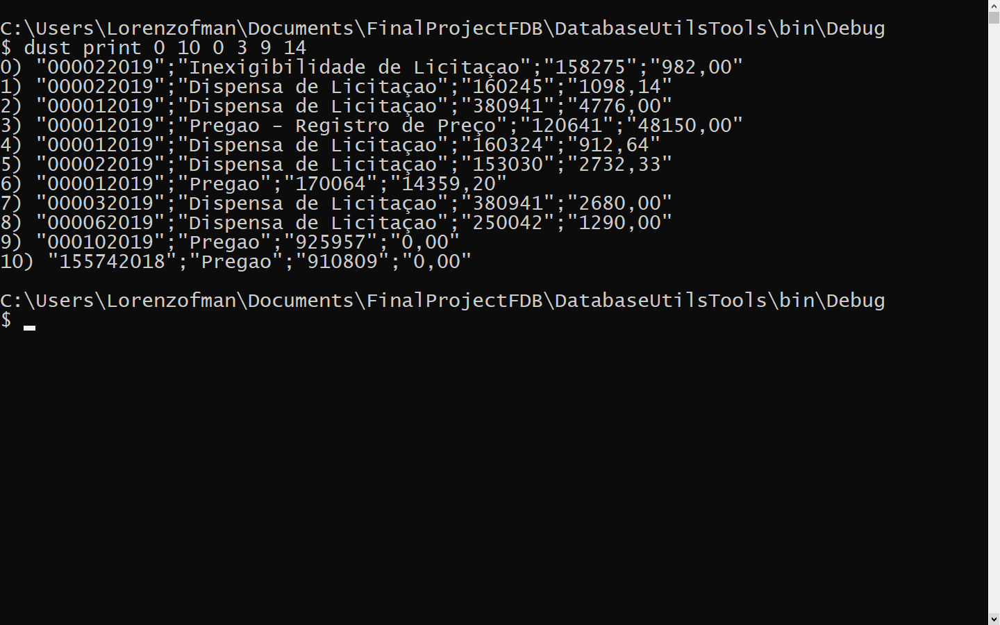 C:\Users\Lorenzofman\Documents\FinalProjectFDB\DatabaseUtilsTools\bin\Debug
$ dust print 0 10 0 3 9 14
0) "000022019";"Inexigibilidade de Licitaçao";"158275";"982,00"
1) "000022019";"Dispensa de Licitaçao";"160245";"1098,14"
2) "000012019";"Dispensa de Licitaçao";"380941";"4776,00"
3) "000012019";"Pregao - Registro de Preço";"120641";"48150,00"
4) "000012019";"Dispensa de Licitaçao";"160324";"912,64"
5) "000022019";"Dispensa de Licitaçao";"153030";"2732,33"
6) "000012019";"Pregao";"170064";"14359,20"
7) "000032019";"Dispensa de Licitaçao";"380941";"2680,00"
8) "000062019";"Dispensa de Licitaçao";"250042";"1290,00"
9) "000102019";"Pregao";"925957";"0,00"
10) "155742018";"Pregao";"910809";"0,00"
C:\Users\Lorenzofman\Documents\FinalProjectFDB\DatabaseUtilsTools\bin\Debug
$